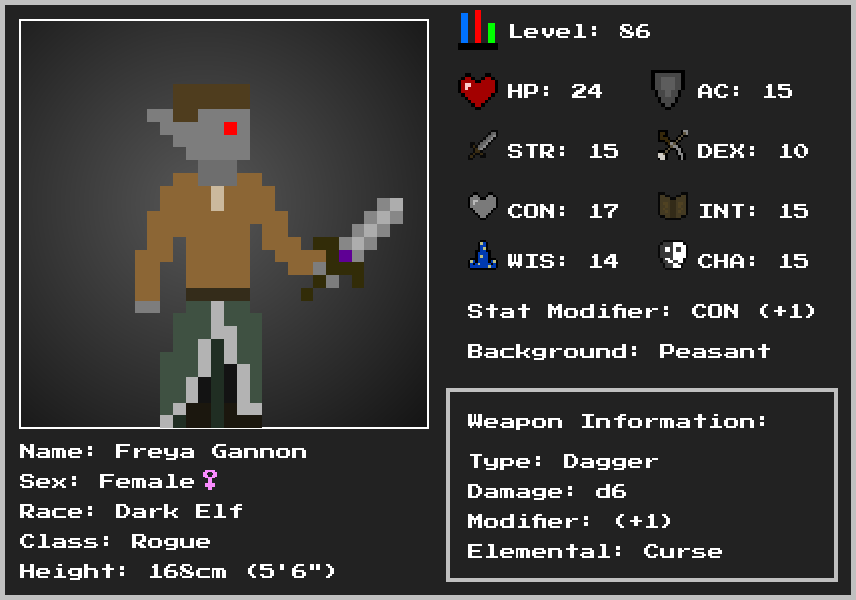 Level: 86
HP: 24 AC: 15
STR: 15 DEX: 10
CON: 17 INT: 15
WIS: 14 CHA: 15
Stat Modifier: CON (+1)
Background: Peasant
Weapon Information:
Type: Dagger
Damage: d6
Modifier: (+1)
Elemental: Curse
Name: Freya Gannon
Sex: Female♀
Race: Dark Elf
Class: Rogue
Height: 168cm (5'6")